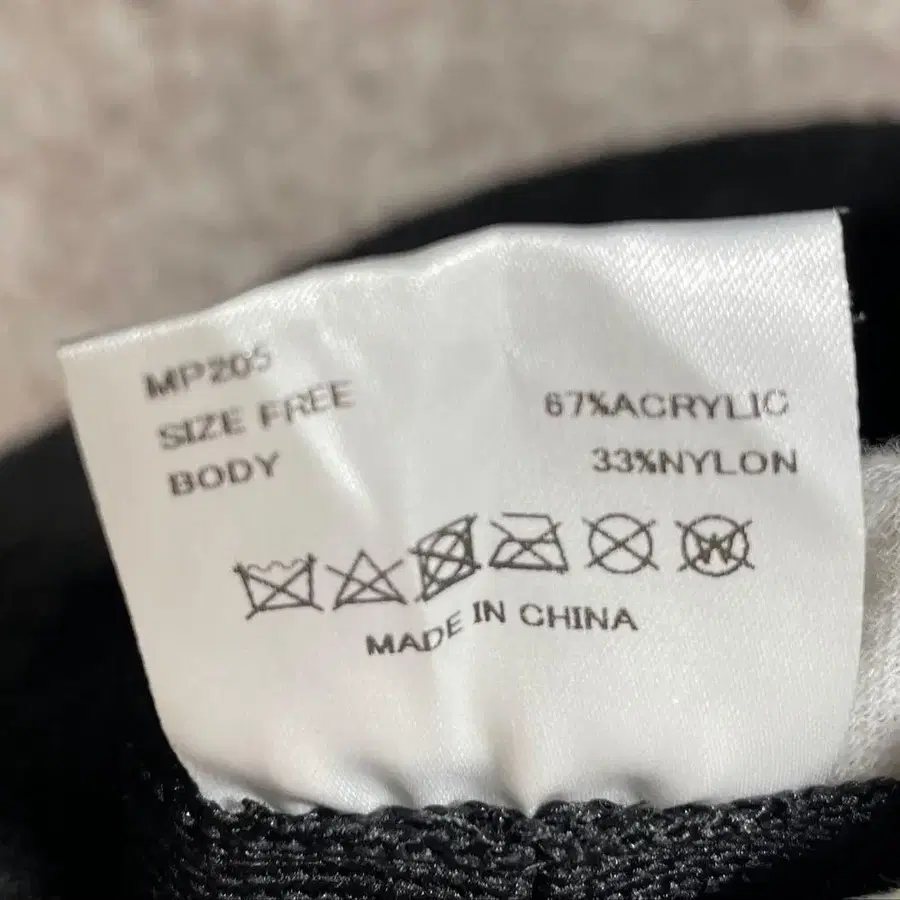 MP205
SIZE FREE
BODY
67%ACRYLIC
33%NYLON
W
MADE IN CHINA